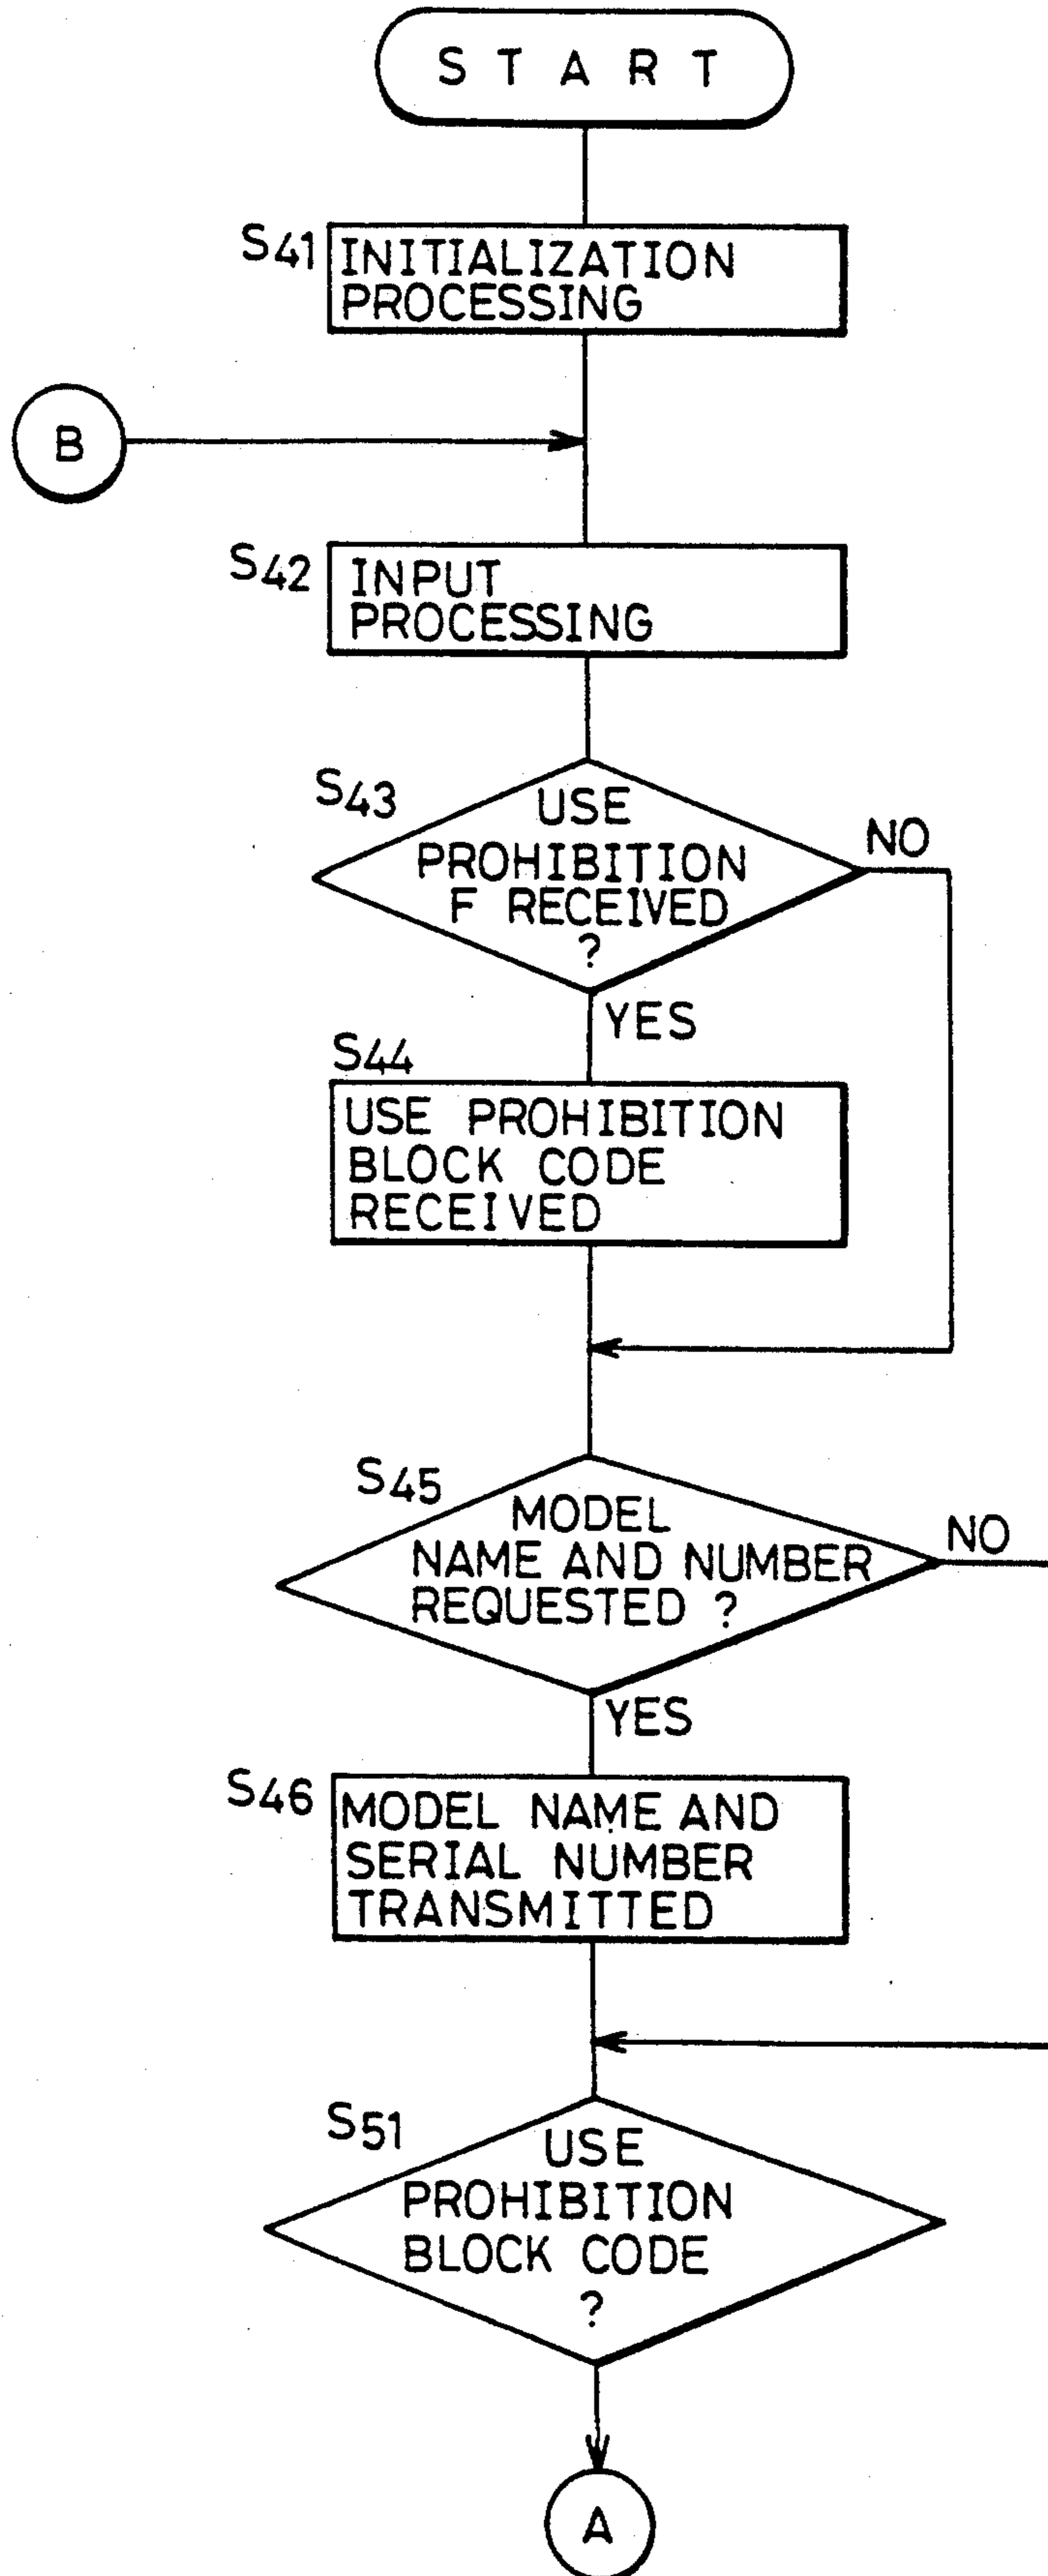 S T A R T
S41
INITIALIZATION
PROCESSING
B
S42
INPUT
PROCESSING
S43
USE
PROHIBITION
F RECEIVED
?
NO
YES
S44
USE PROHIBITION
BLOCK CODE
RECEIVED
S45
MODEL
NAME AND NUMBER
REQUESTED ?
NO
YES
S46
MODEL NAME AND
SERIAL NUMBER
TRANSMITTED
S51
USE
PROHIBITION
BLOCK CODE
?
A